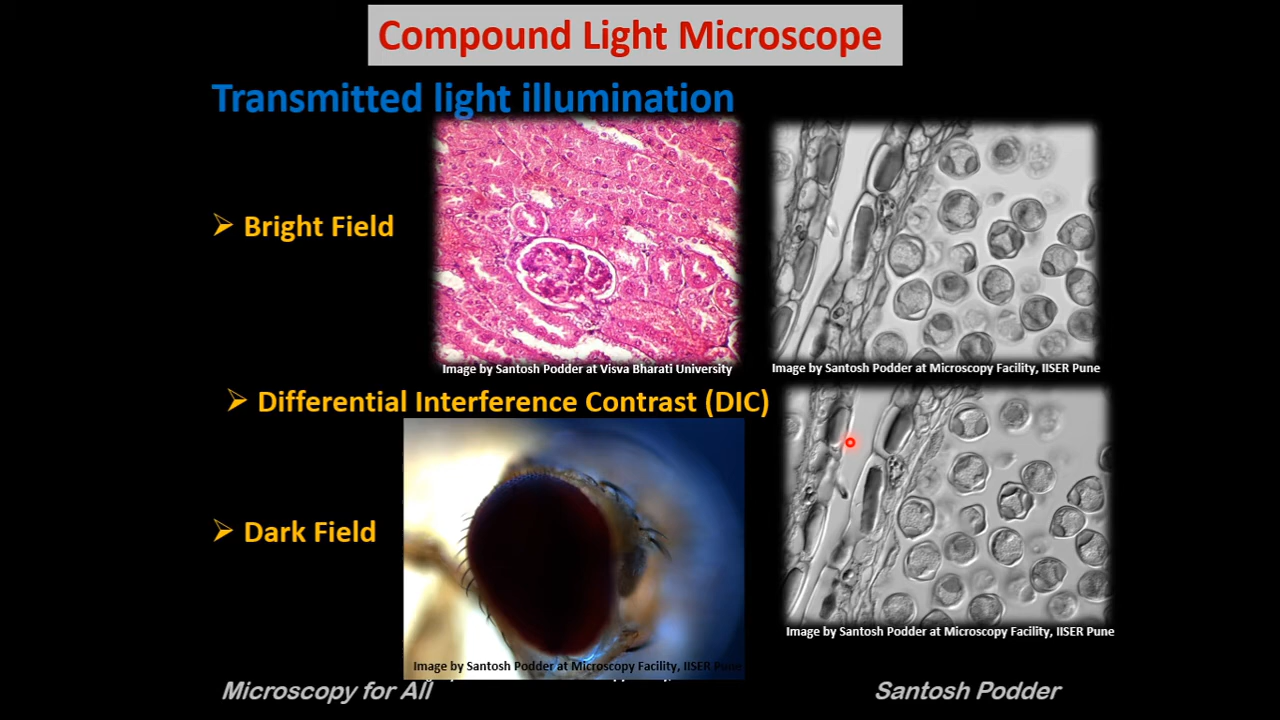 Compound Light Microscope
Transmitted light illumination
Bright Field
Image by Santosh Podder at Visva Bharati University
Image by Santosh Podder at Microscopy Facility, IISER Pune
Differential Interference Contrast (DIC)
Dark Field
Image by Santosh Podder at Microscopy Facility, IISER Pune
Image by Santosh Podder at Microscopy Facility, IISER Pune
Microscopy for All
Santosh Podder